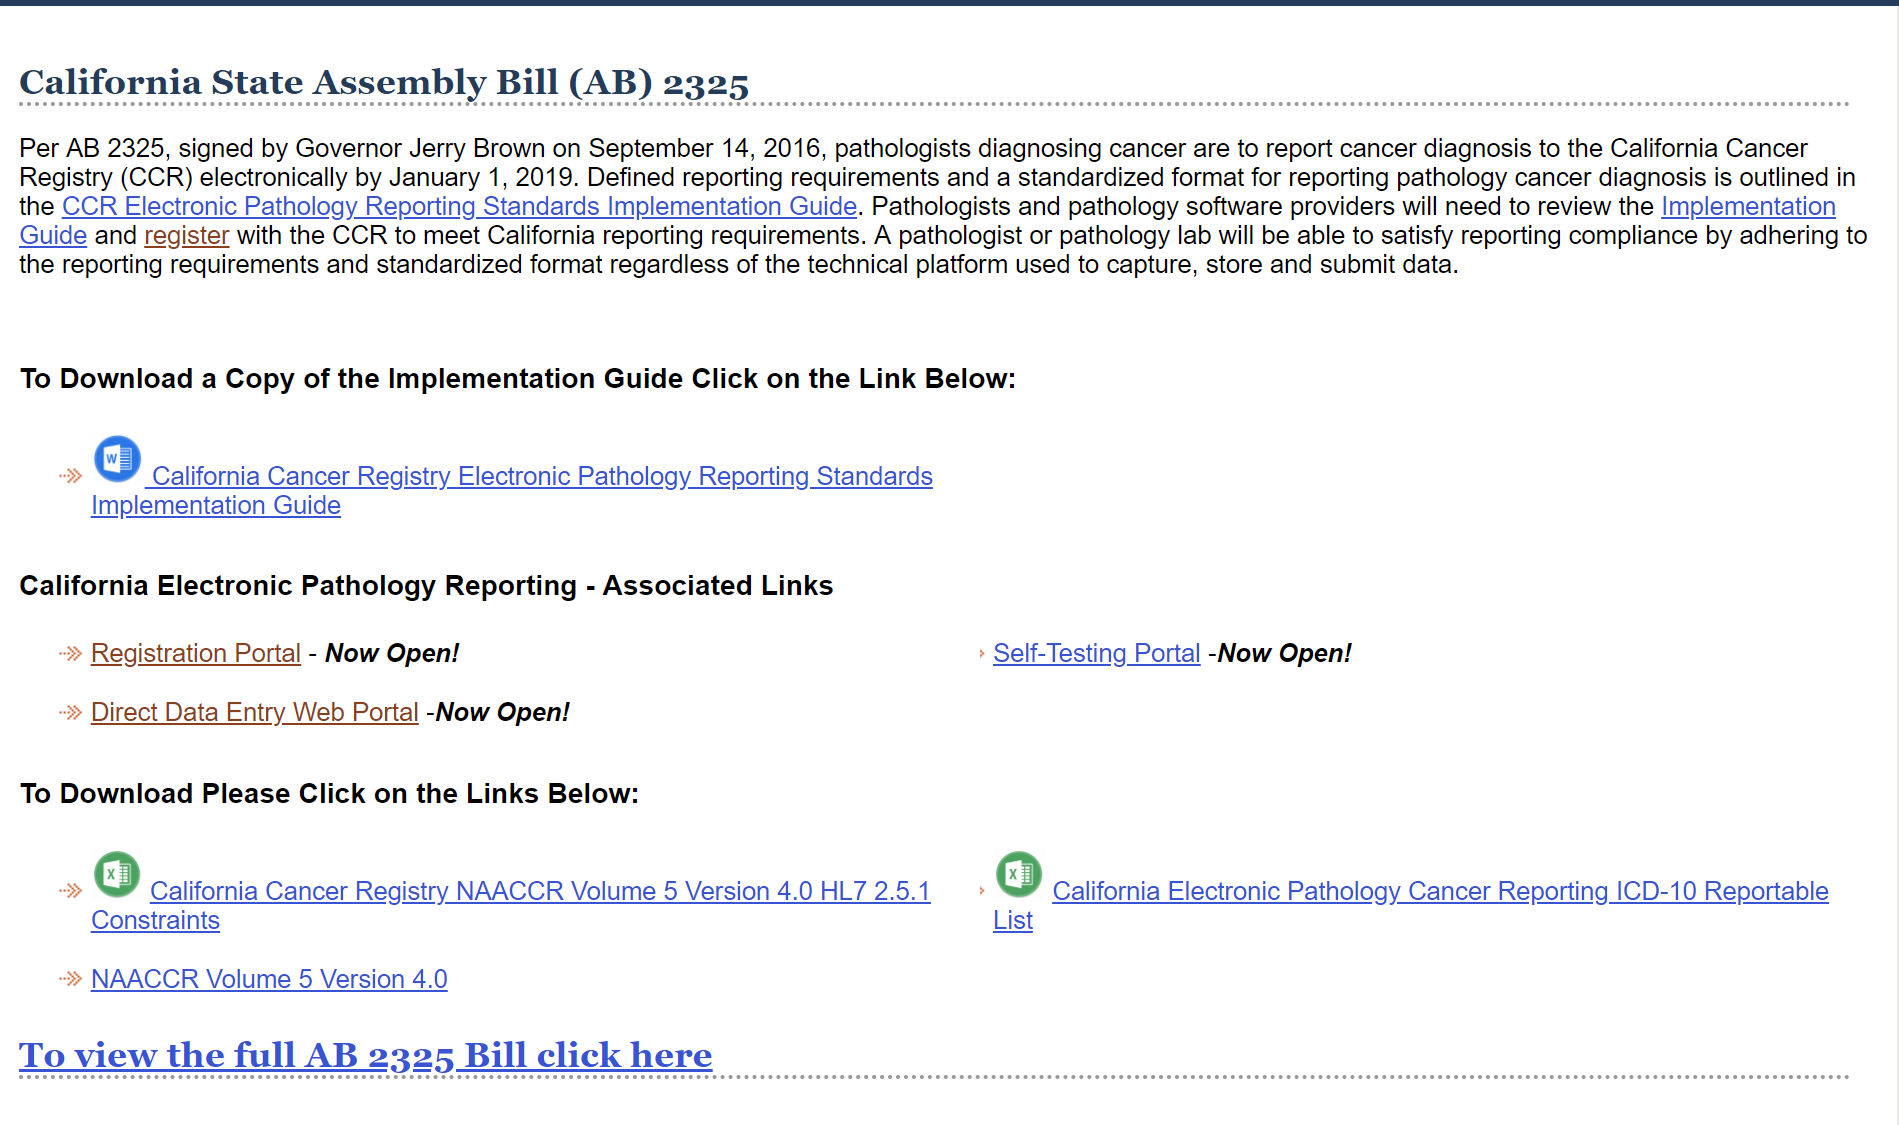 California State Assembly Bill (AB) 2325
Per AB 2325, signed by Governor Jerry Brown on September 14, 2016, pathologists diagnosing cancer are to report cancer diagnosis to the California Cancer
Registry (CCR) electronically by January 1, 2019. Defined reporting requirements and a standardized format for reporting pathology cancer diagnosis is outlined in
the CCR Electronic Pathology Reporting Standards Implementation Guide. Pathologists and pathology software providers will need to review the Implementation
Guide and register with the CCR to meet California reporting requirements. A pathologist or pathology lab will be able to satisfy reporting compliance by adhering to
the reporting requirements and standardized format regardless of the technical platform used to capture, store and submit data.
To Download a Copy of the Implementation Guide Click on the Link Below:
W California Cancer Registry Electronic Pathology Reporting Standards
Implementation Guide
California Electronic Pathology Reporting - Associated Links
Registration Portal - Now Open!
Self-Testing Portal -Now Open!
Direct Data Entry Web Portal -Now Open!
To Download Please Click on the Links Below:
X California Cancer Registry NAACCR Volume 5 Version 4.0 HL7 2.5.1
Constraints
X California Electronic Pathology Cancer Reporting ICD-10 Reportable
List
NAACCR Volume 5 Version 4.0
To view the full AB 2325 Bill click here